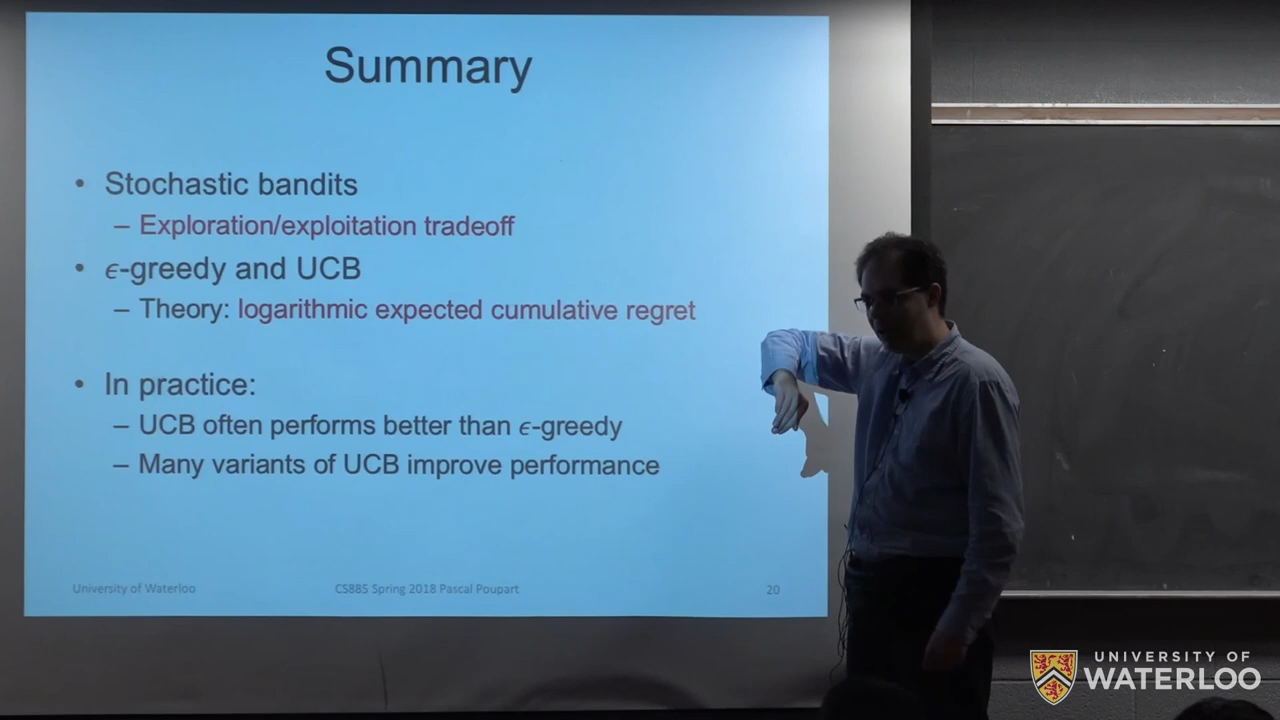 Summary
• Stochastic bandits
– Exploration/exploitation tradeoff
• ϵ-greedy and UCB
– Theory: logarithmic expected cumulative regret
• In practice:
– UCB often performs better than ϵ-greedy
– Many variants of UCB improve performance
University of Waterloo CS885 Spring 2018 Pascal Poupart 20
UNIVERSITY OF
WATERLOO